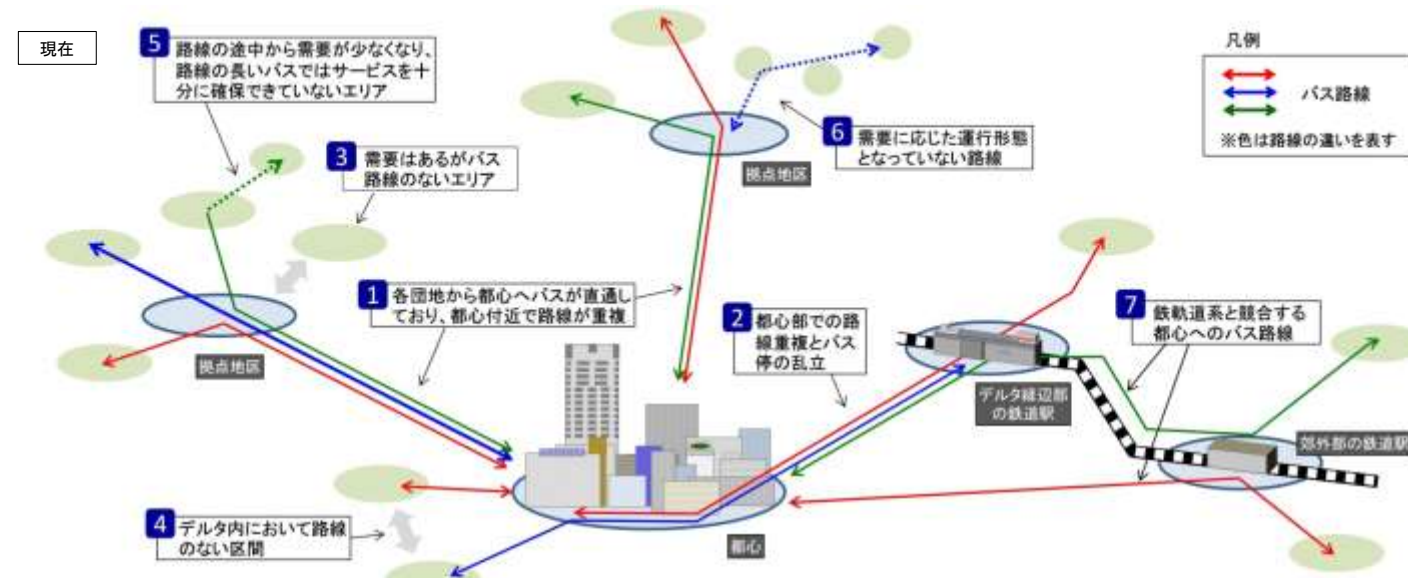 現在
5
路線の途中から需要が少なくなり、
路線の長いバスではサービスを十
分に確保できていないエリア
3
需要はあるがバス
路線のないエリア
6
需要に応じた運行形態
となっていない路線
拠点地区
凡例
バス路線
※色は路線の違いを表す
1
各団地から都心へバスが直通し
ており、都心付近で路線が重複
拠点地区
2
都心部での路
線重複とバス
停の乱立
7
鉄軌道系と競合する
都心へのバス路線
デルタ縁辺部
の鉄道駅
郊外部の鉄道駅
4
デルタ内において路線
のない区間
都心